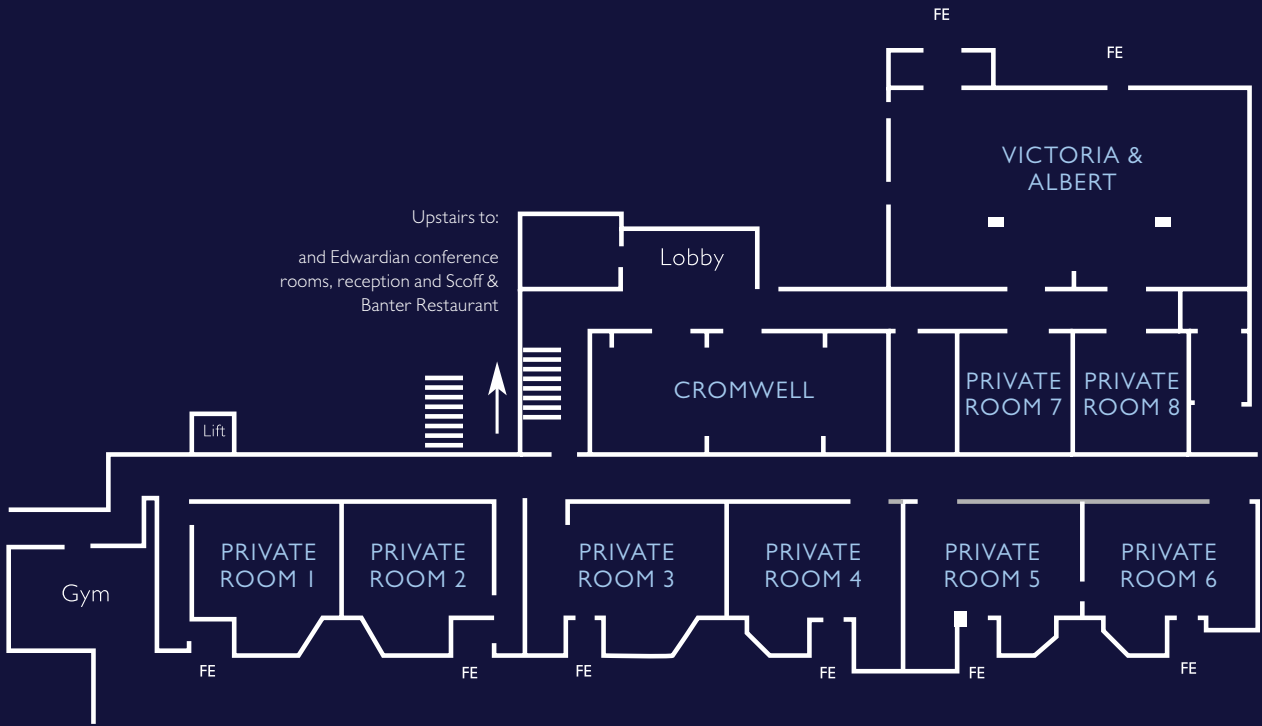 FE
FE
VICTORIA &
ALBERT
Upstairs to:
and Edwardian conference
rooms, reception and Scoff &
Banter Restaurant
Lobby
CROMWELL
PRIVATE
ROOM 7
PRIVATE
ROOM 8
Lift
PRIVATE
ROOM 1
PRIVATE
ROOM 2
PRIVATE
ROOM 3
PRIVATE
ROOM 4
PRIVATE
ROOM 5
PRIVATE
ROOM 6
Gym
FE
FE
FE
FE
FE
FE